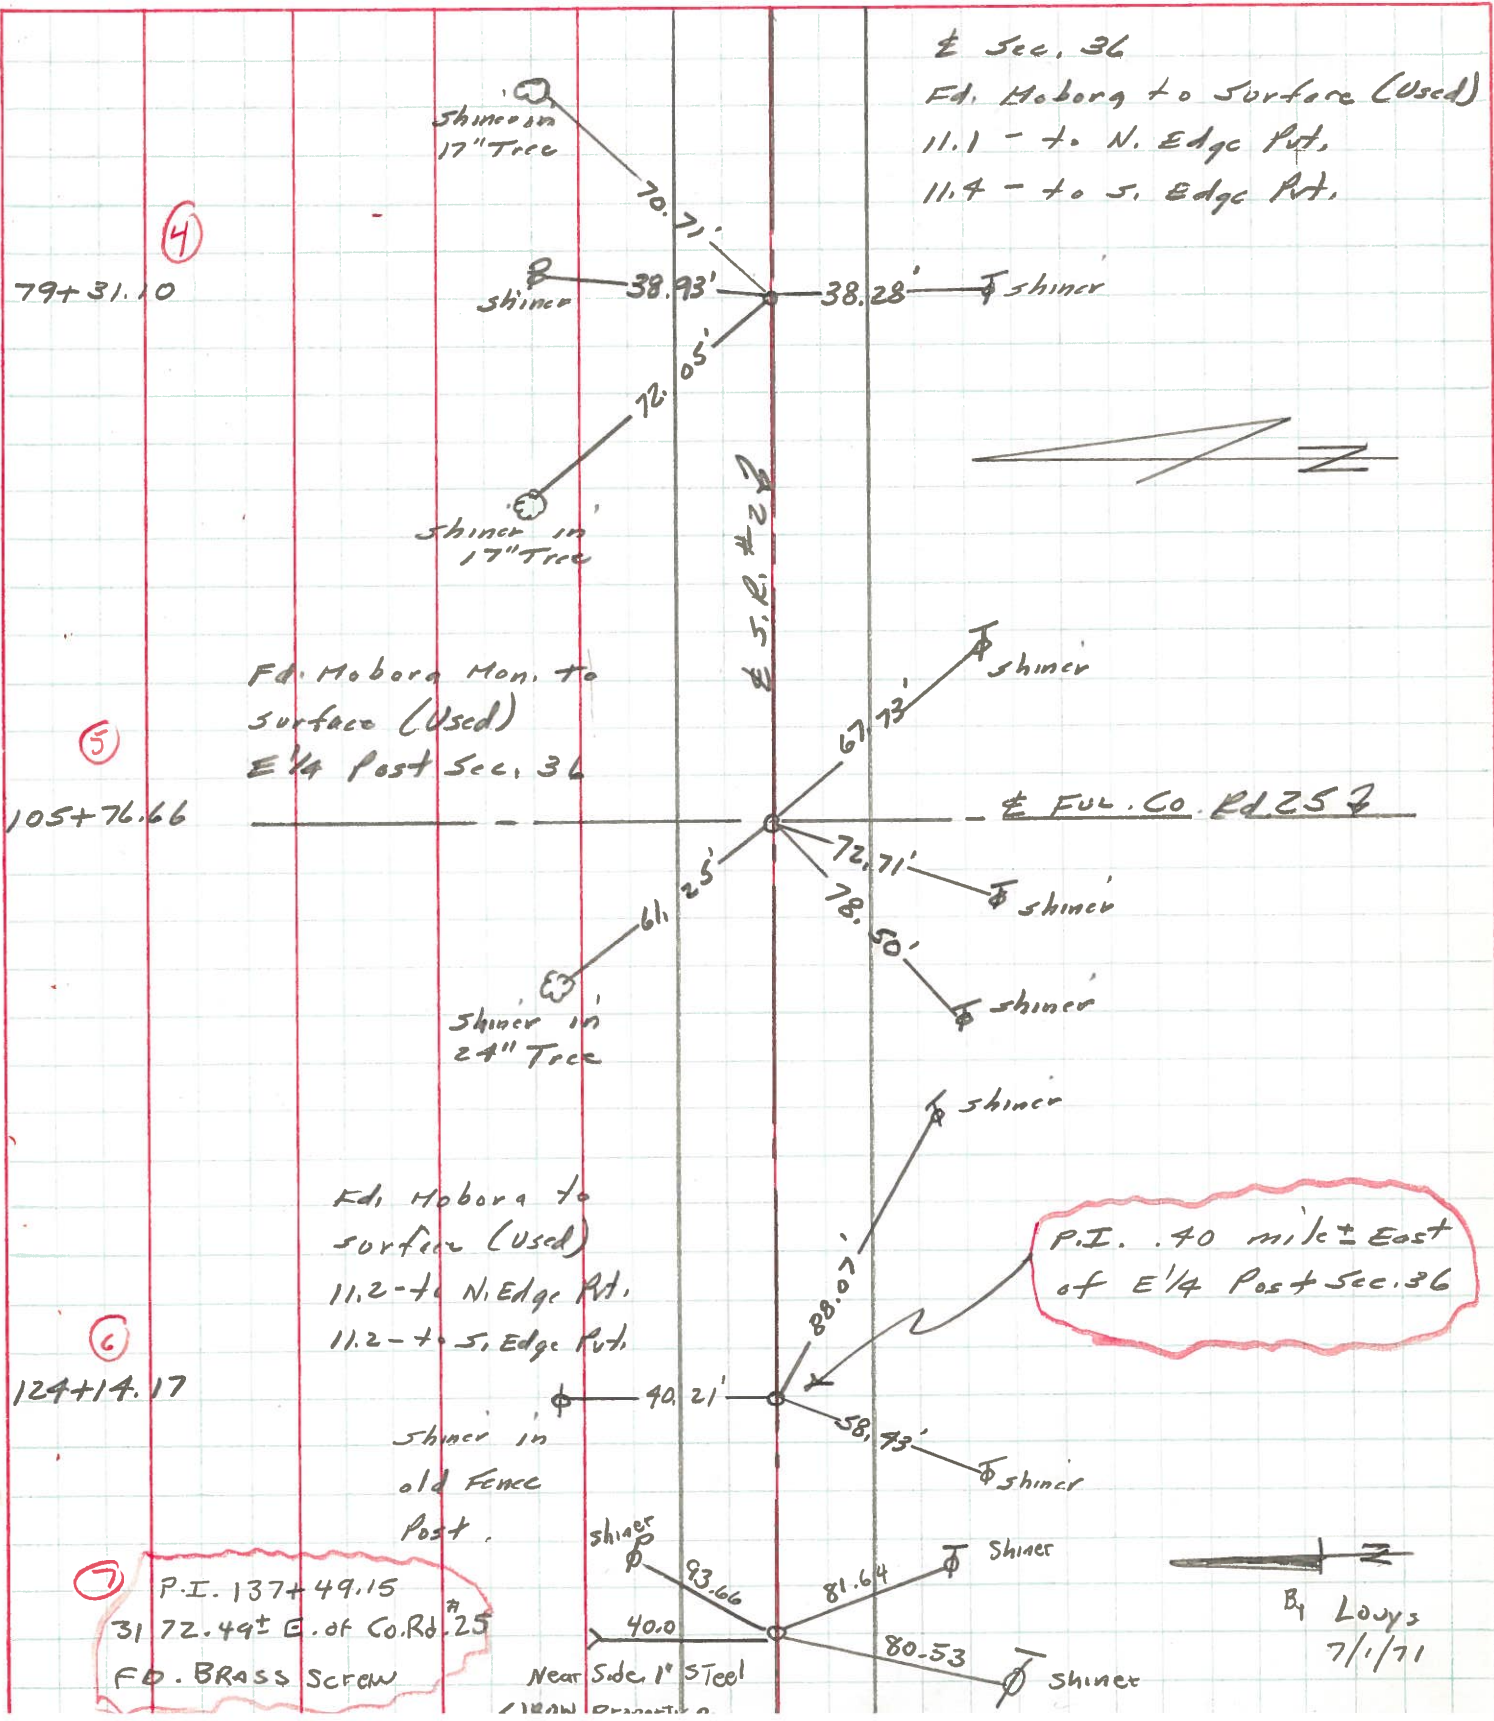 ℄ Sec. 36
Fd. Mobora to Surface (Used)
11.1 - to N. Edge Pvt.
11.4 - to S. Edge Pvt.
shiner in
17" Tree
70.71'
④
79+31.10
shiner
38.93'
38.28'
shiner
72.05'
shiner in
17" Tree
N
℄ S.R. #2
Fd. Mobora Mon. to
Surface (Used)
E 1/4 Post Sec. 36
⑤
105+76.66
67.73'
shiner
℄ Ful. Co. Rd 25
72.71'
shiner
78.50'
shiner
61.25'
shiner in
24" Tree
shiner
88.07'
Fd. Mobora to
surface (Used)
11.2 - to N. Edge Pvt.
11.2 - to S. Edge Pvt.
P.I. .40 mile ± East
of E 1/4 Post Sec. 36
⑥
124+14.17
40.21'
58.93'
shiner
shiner in
old Fence
Post.
shiner
93.66
81.64
Shiner
N
⑦
P.I. 137+49.15
3172.49± E. of Co. Rd. #25
FD. BRASS Screw
40.0
80.53
Shiner
Near Side 1" Steel
By Louys
7/1/71